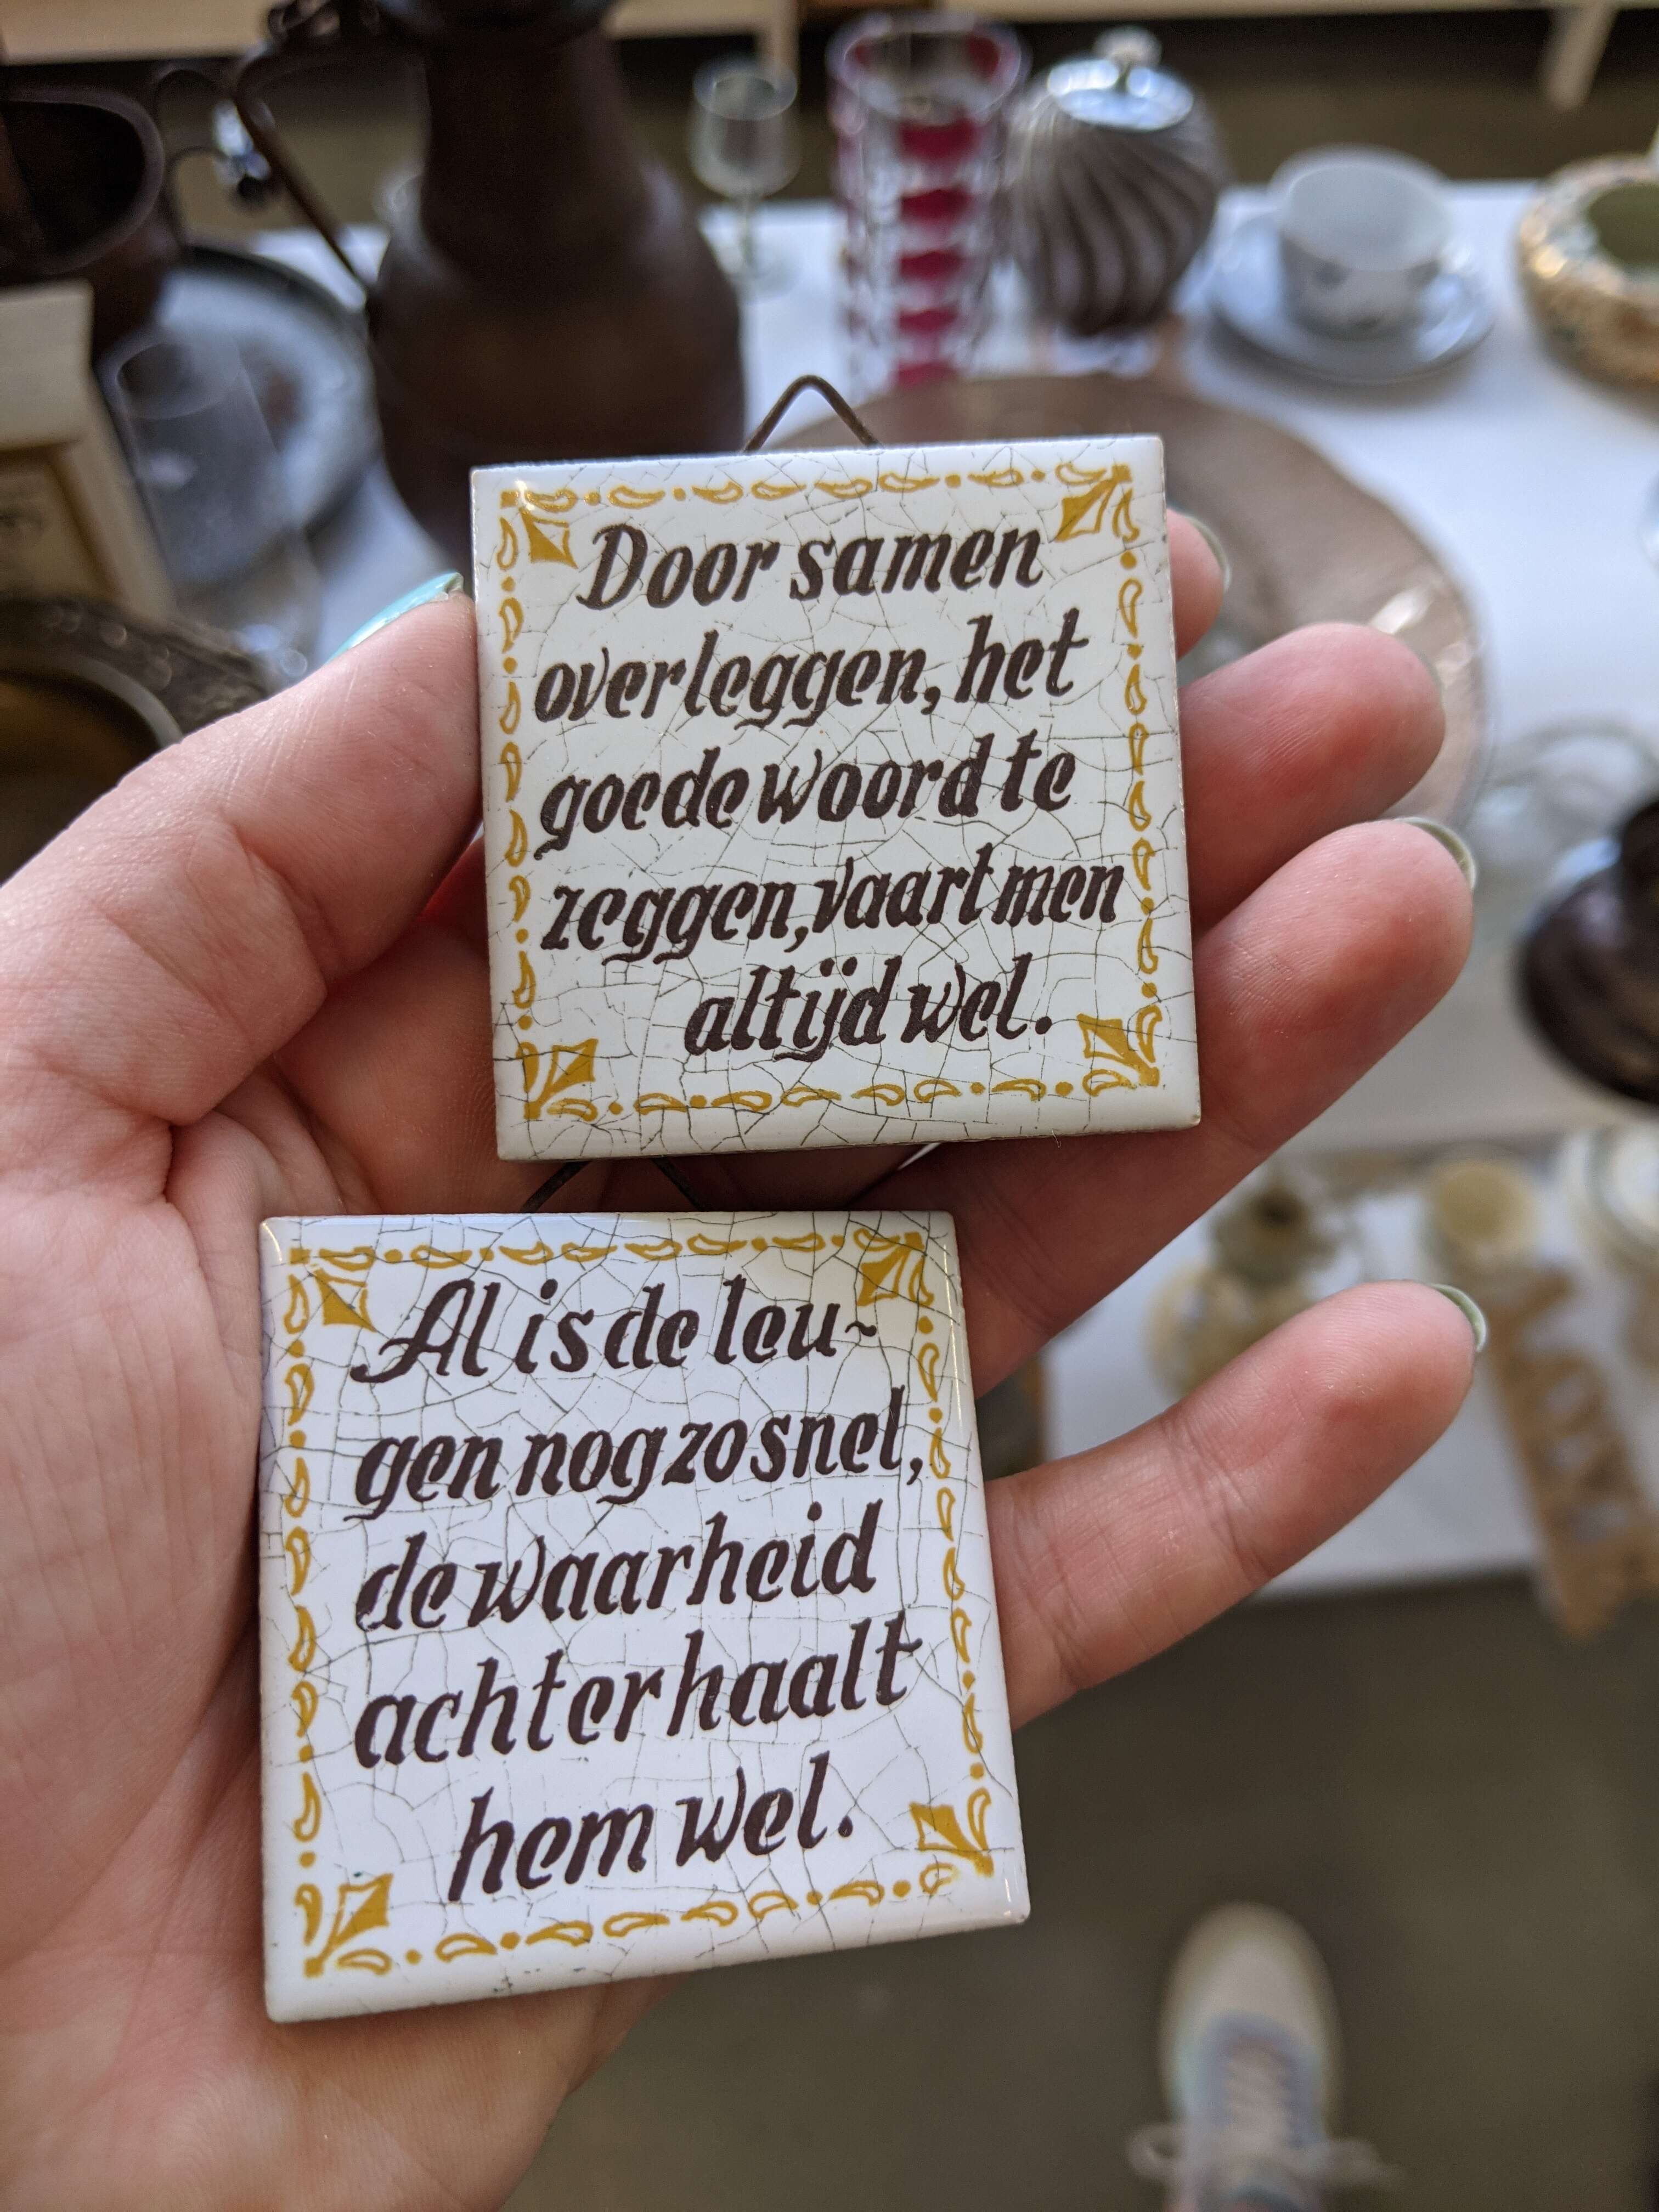 Door samen
overleggen, het
goede woord te
zeggen, vaart men
altijd wel.
Al is de leu~
gen nog zo snel,
de waarheid
achterhaalt
hem wel.